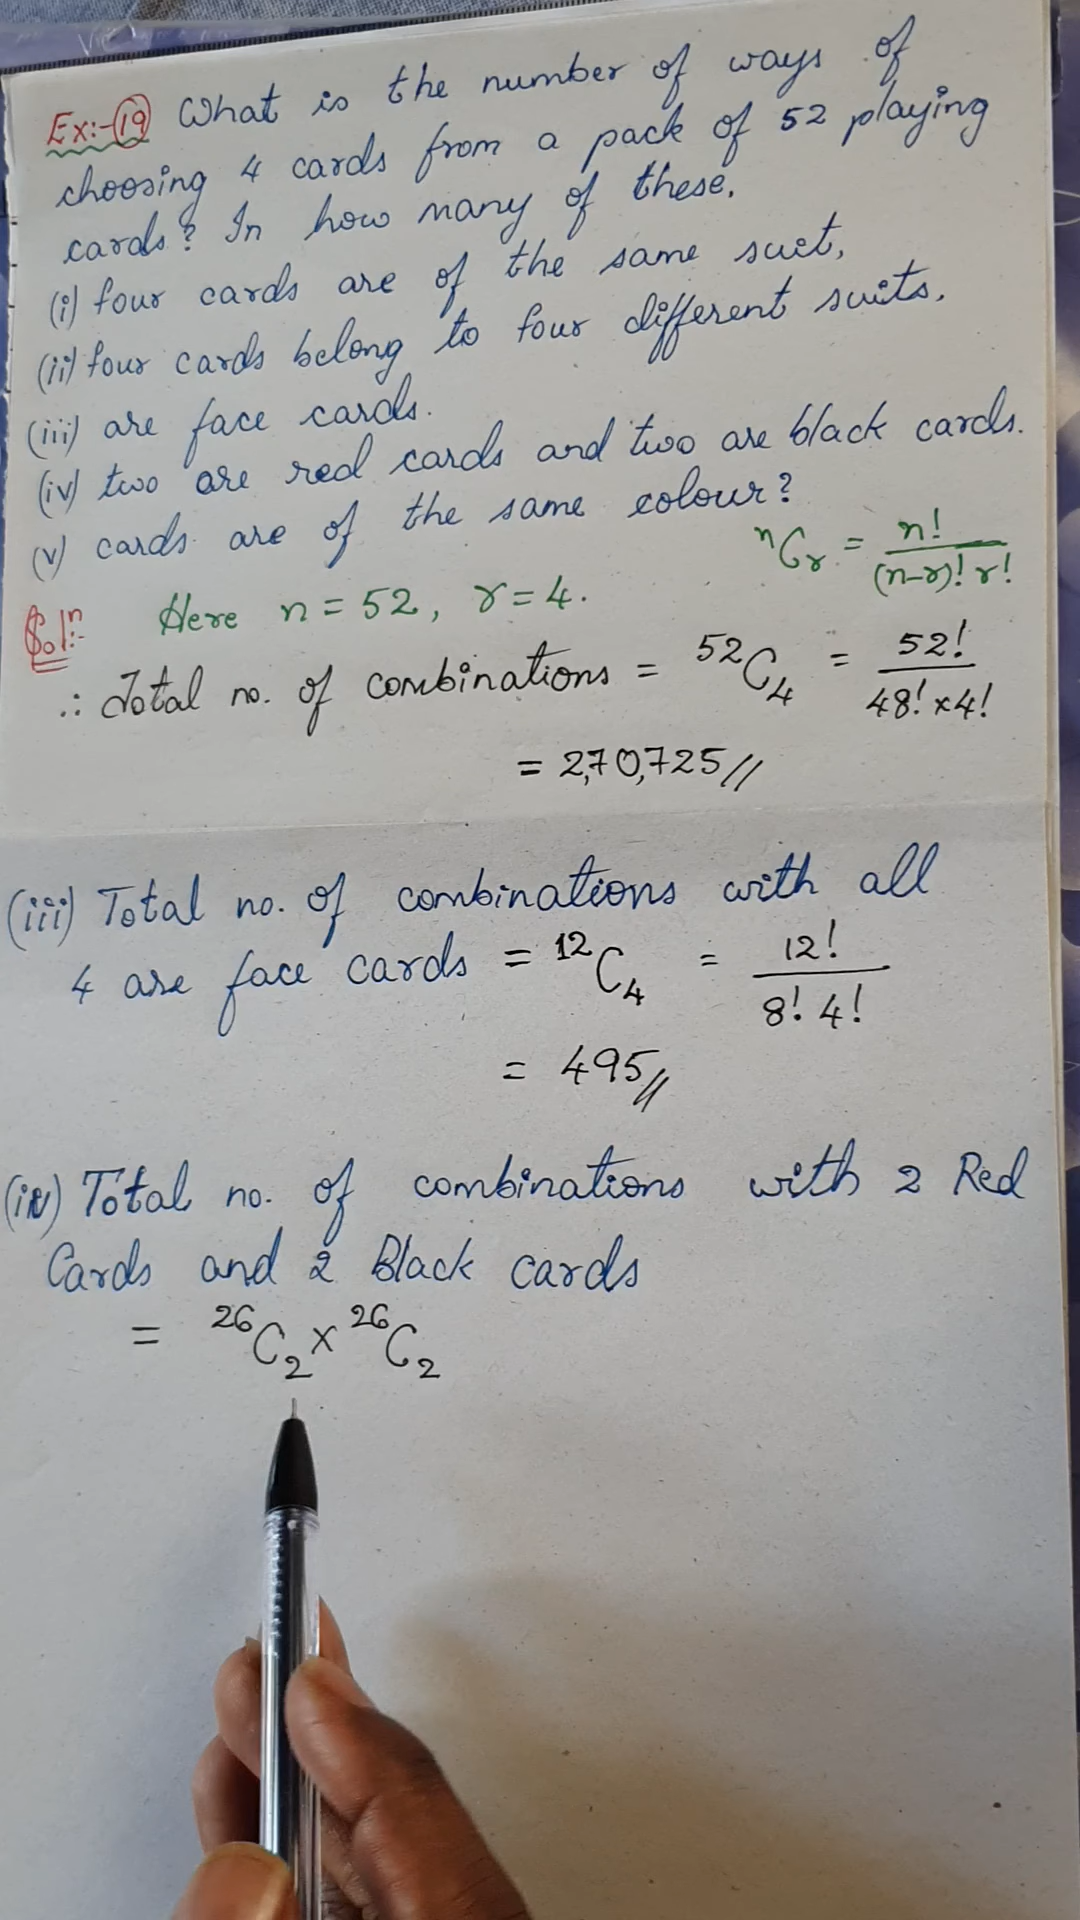 Ex:-19 What is the number of ways of
choosing 4 cards from a pack of 52 playing
cards? In how many of these,
(i) four cards are of the same suit,
(ii) four cards belong to four different suits,
(iii) are face cards.
(iv) two are red cards and two are black cards.
(v) cards are of the same colour?
ⁿCᵣ = n! / (n-r)! r!
Solⁿ:- Here n = 52, r = 4.
∴ Total no. of combinations = ⁵²C₄ = 52! / 48! × 4!
= 2,70,725//
(iii) Total no. of combinations with all
4 are face cards = ¹²C₄ = 12! / 8! 4!
= 495//
(iv) Total no. of combinations with 2 Red
Cards and 2 Black cards
= ²⁶C₂ × ²⁶C₂